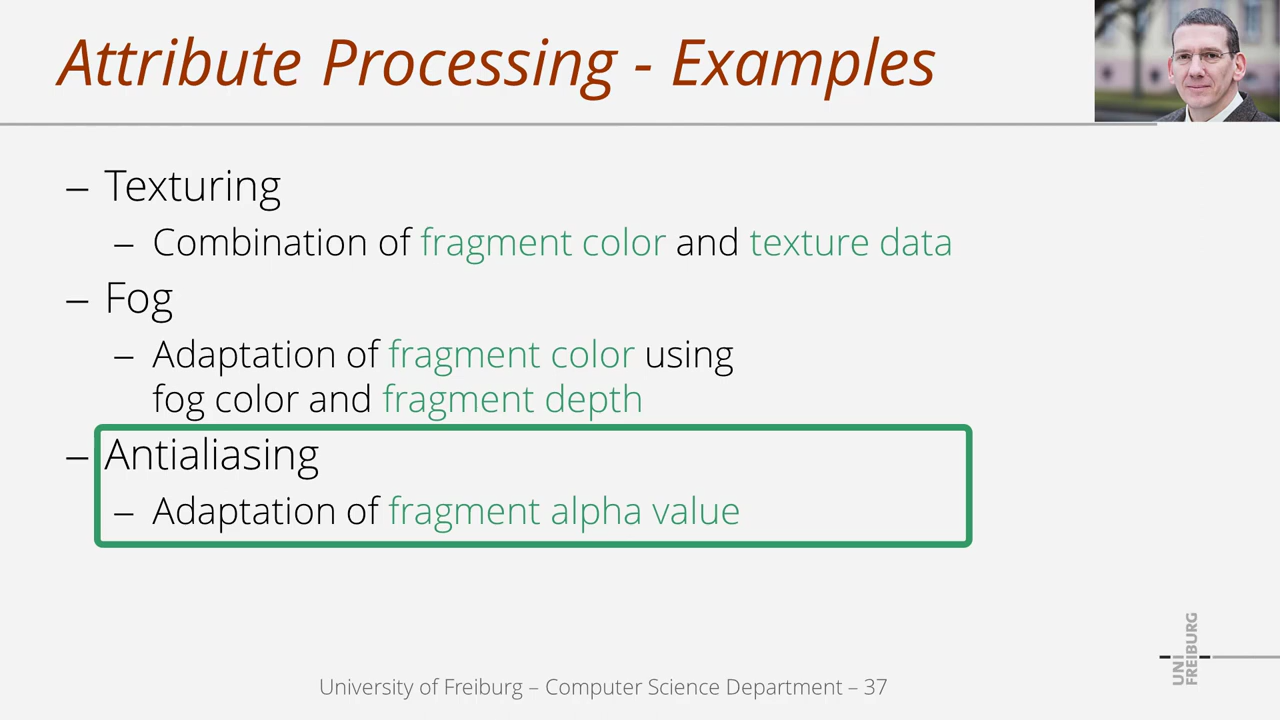 Attribute Processing - Examples
– Texturing
– Combination of fragment color and texture data
– Fog
– Adaptation of fragment color using
fog color and fragment depth
– Antialiasing
– Adaptation of fragment alpha value
University of Freiburg – Computer Science Department – 37
UNI
FREIBURG